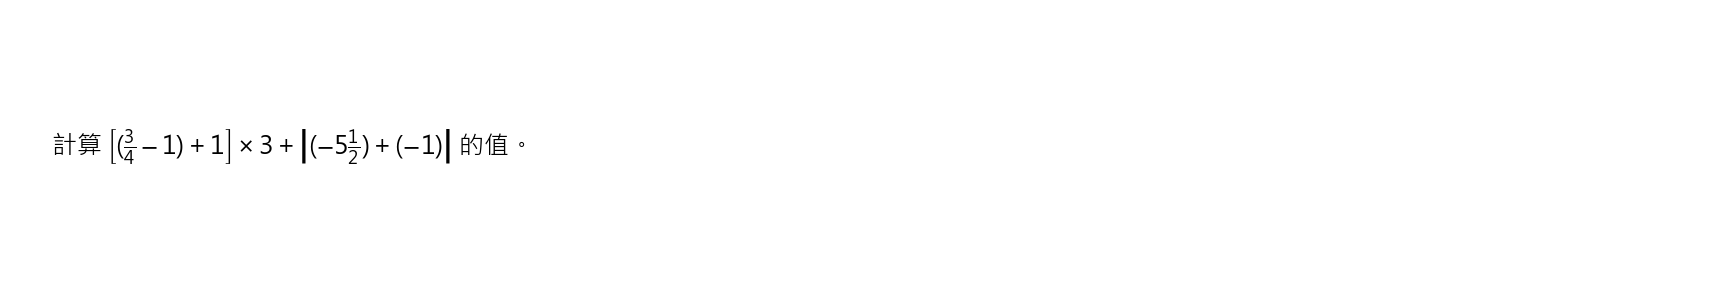 計算 [(3/4 − 1) + 1] × 3 + |(−5 1/2) + (−1)| 的值。